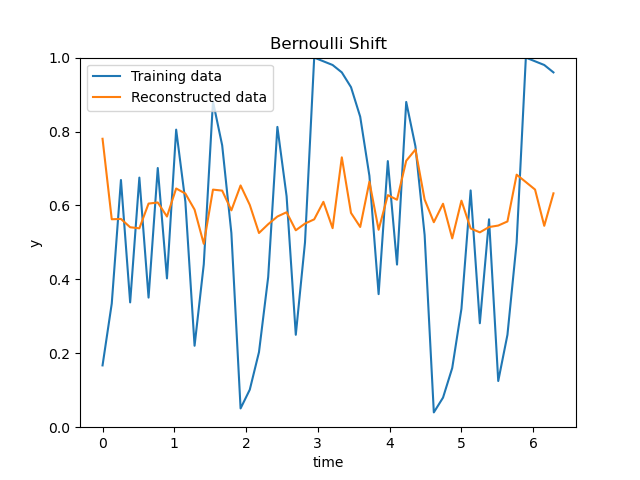 Bernoulli Shift
Training data
Reconstructed data
y
1.0
0.8
0.6
0.4
0.2
0.0
0 1 2 3 4 5 6
time